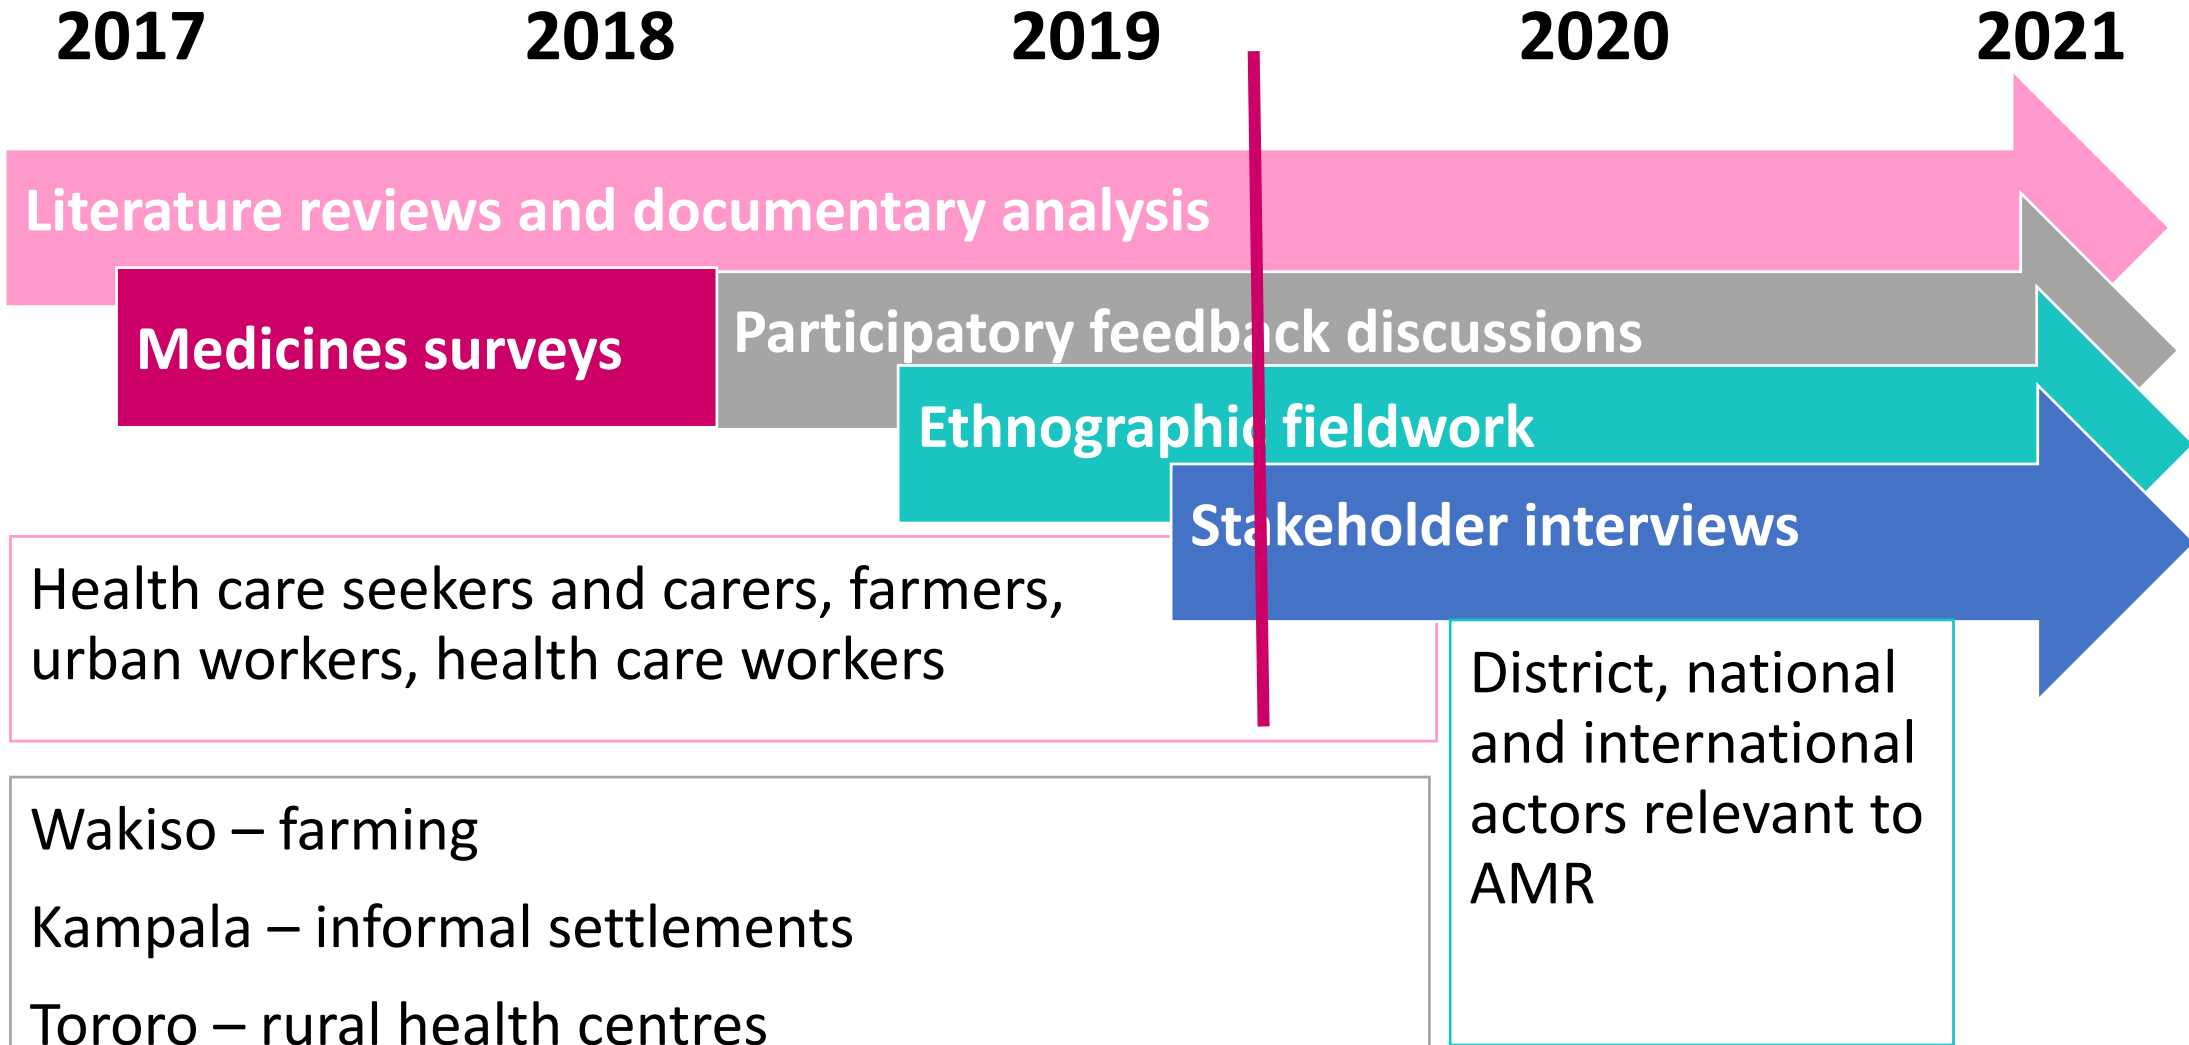 2017 2018 2019 2020 2021
Literature reviews and documentary analysis
Medicines surveys
Participatory feedback discussions
Ethnographic fieldwork
Stakeholder interviews
Health care seekers and carers, farmers,
urban workers, health care workers
Wakiso – farming
Kampala – informal settlements
Tororo – rural health centres
District, national
and international
actors relevant to
AMR